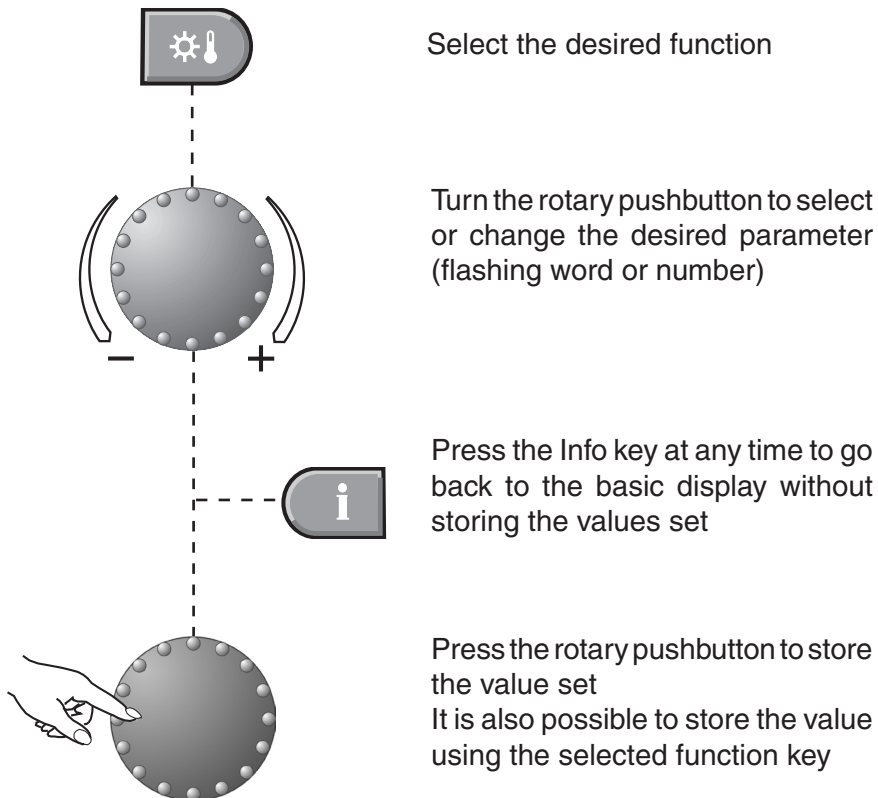 Select the desired function
Turn the rotary pushbutton to select
or change the desired parameter
(flashing word or number)
− +
Press the Info key at any time to go
back to the basic display without
storing the values set
i
Press the rotary pushbutton to store
the value set
It is also possible to store the value
using the selected function key